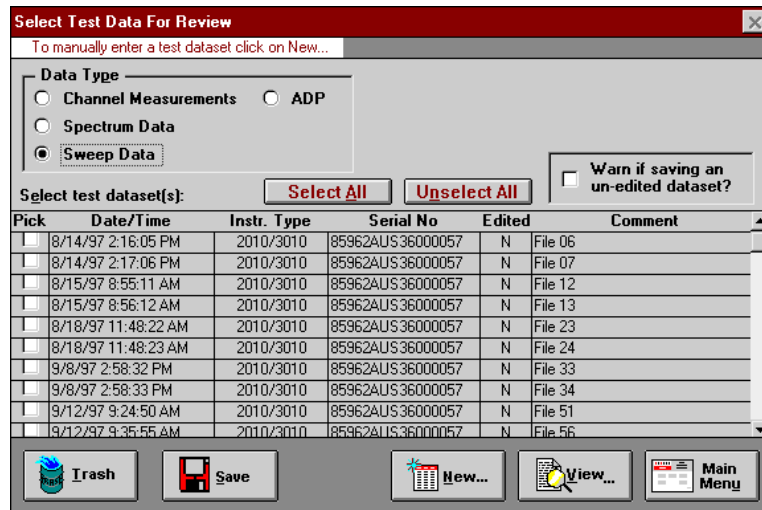 Select Test Data For Review
To manually enter a test dataset click on New...
Data Type
Channel Measurements ADP
Spectrum Data
Sweep Data
Warn if saving an
un-edited dataset?
Select test dataset(s): Select All Unselect All
Pick Date/Time Instr. Type Serial No Edited Comment
8/14/97 2:16:05 PM 2010/3010 85962AUS36000057 N File 06
8/14/97 2:17:06 PM 2010/3010 85962AUS36000057 N File 07
8/15/97 8:55:11 AM 2010/3010 85962AUS36000057 N File 12
8/15/97 8:56:12 AM 2010/3010 85962AUS36000057 N File 13
8/18/97 11:48:22 AM 2010/3010 85962AUS36000057 N File 23
8/18/97 11:48:23 AM 2010/3010 85962AUS36000057 N File 24
9/8/97 2:58:32 PM 2010/3010 85962AUS36000057 N File 33
9/8/97 2:58:33 PM 2010/3010 85962AUS36000057 N File 34
9/12/97 9:24:50 AM 2010/3010 85962AUS36000057 N File 51
9/12/97 9:35:55 AM 2010/3010 85962AUS36000057 N File 56
Trash Save New... View... Main
Menu